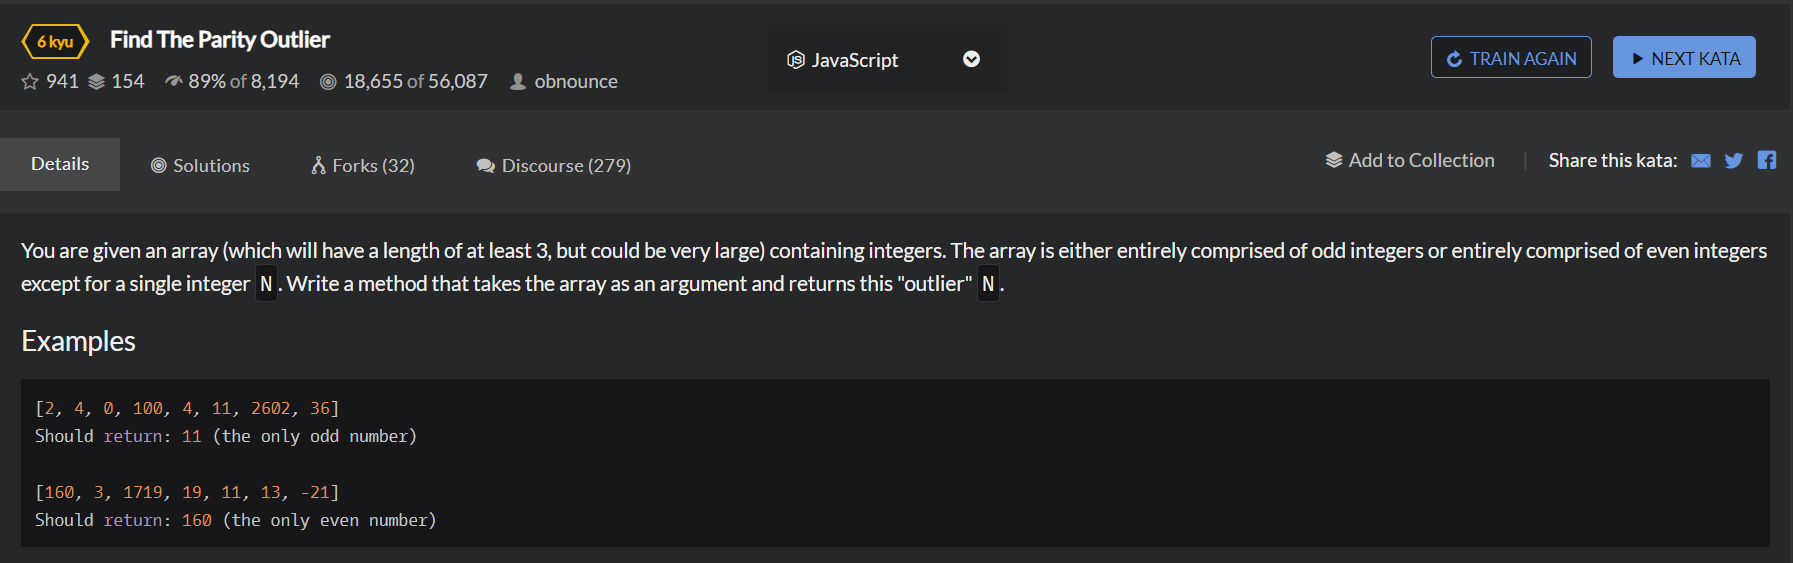 6 kyu Find The Parity Outlier
941 154 89% of 8,194 18,655 of 56,087 obnounce
JS JavaScript
TRAIN AGAIN NEXT KATA
Details Solutions Forks (32) Discourse (279)
Add to Collection | Share this kata:
You are given an array (which will have a length of at least 3, but could be very large) containing integers. The array is either entirely comprised of odd integers or entirely comprised of even integers
except for a single integer N. Write a method that takes the array as an argument and returns this "outlier" N.
Examples
[2, 4, 0, 100, 4, 11, 2602, 36]
Should return: 11 (the only odd number)
[160, 3, 1719, 19, 11, 13, -21]
Should return: 160 (the only even number)